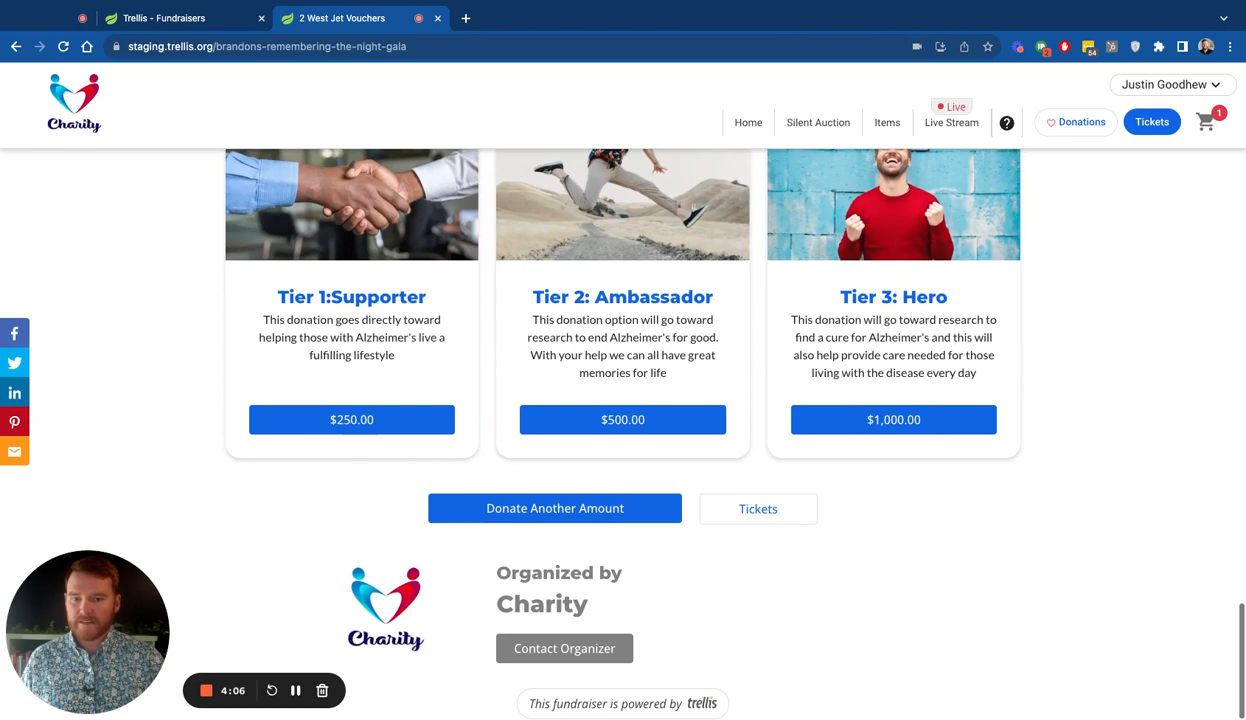 Trellis - Fundraisers
2 West Jet Vouchers
staging.trellis.org/brandons-remembering-the-night-gala
2
54
Charity
Justin Goodhew
Home
Silent Auction
Items
Live
Live Stream
?
Donations
Tickets
1
Tier 1:Supporter
This donation goes directly toward
helping those with Alzheimer's live a
fulfilling lifestyle
$250.00
Tier 2: Ambassador
This donation option will go toward
research to end Alzheimer's for good.
With your help we can all have great
memories for life
$500.00
Tier 3: Hero
This donation will go toward research to
find a cure for Alzheimer's and this will
also help provide care needed for those
living with the disease every day
$1,000.00
Donate Another Amount
Tickets
Charity
Organized by
Charity
Contact Organizer
4:06
This fundraiser is powered by trellis